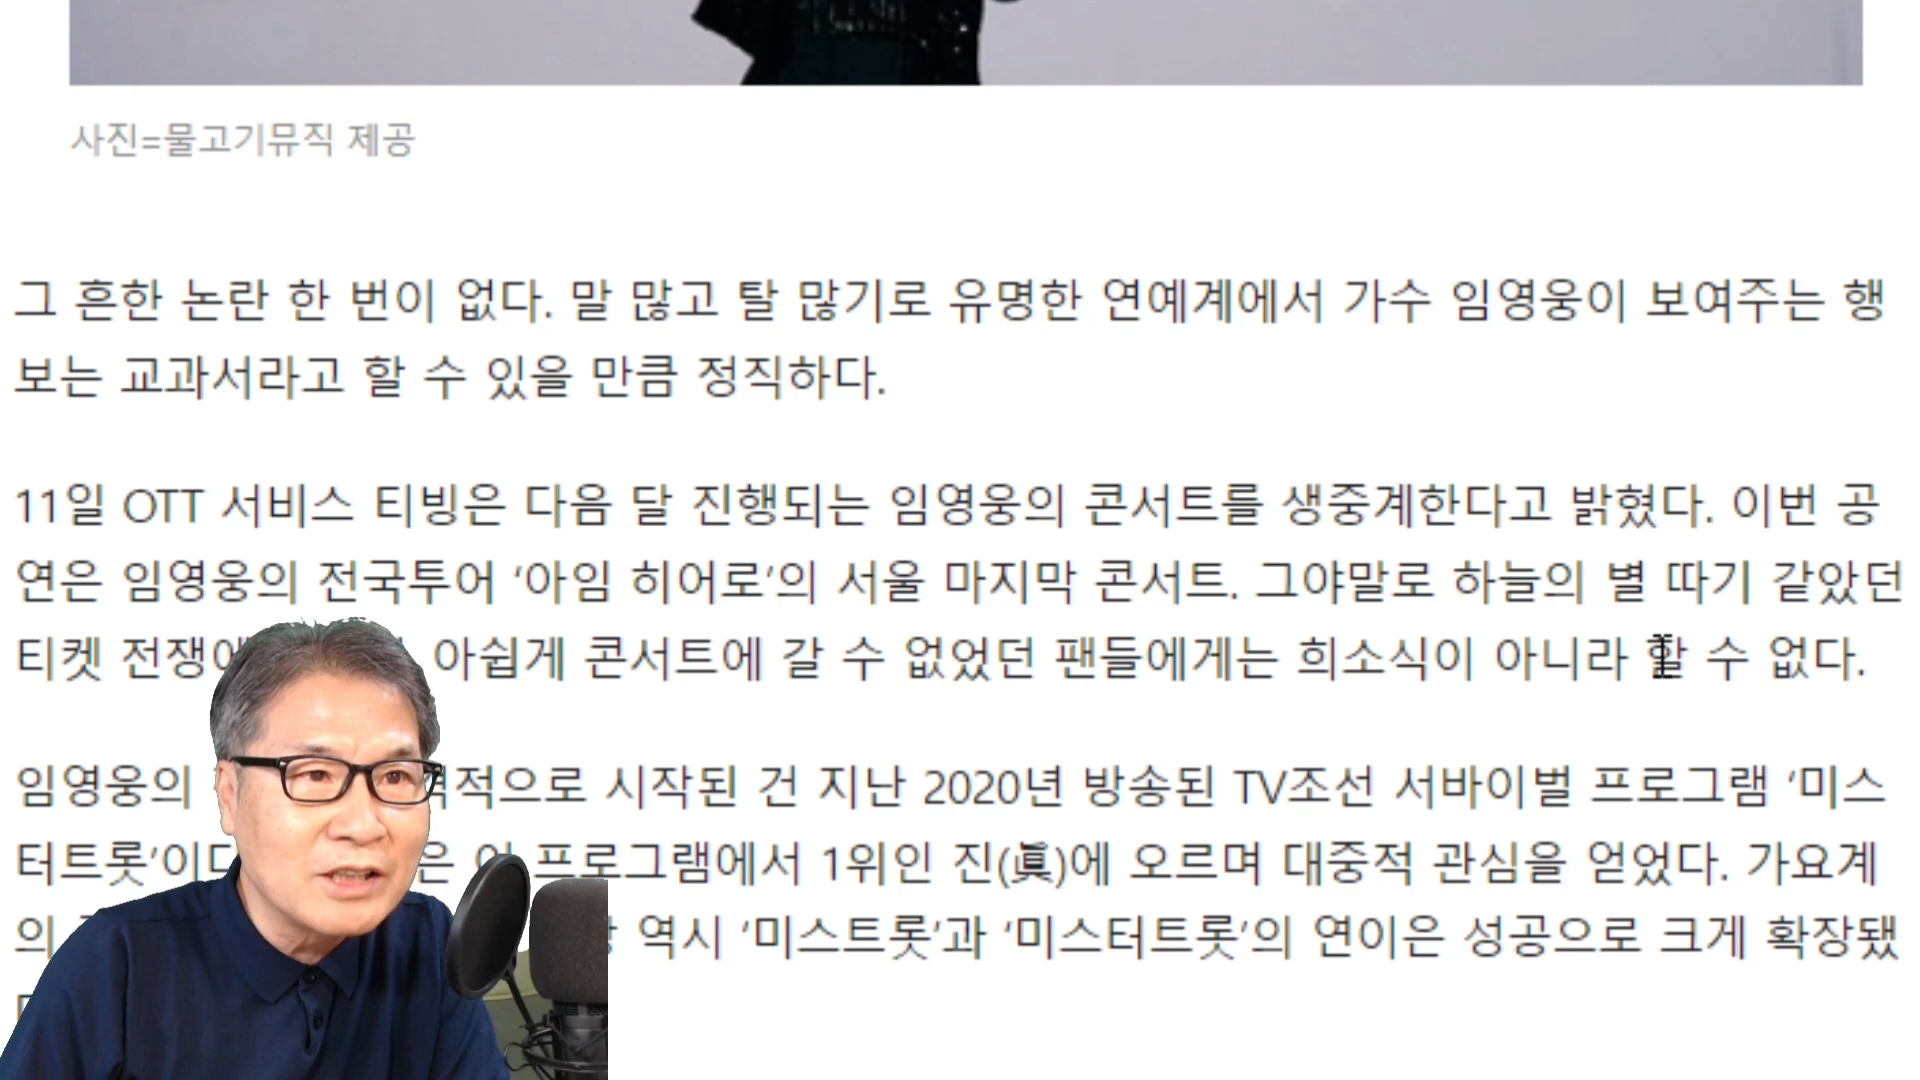 사진=물고기뮤직 제공
그 흔한 논란 한 번이 없다. 말 많고 탈 많기로 유명한 연예계에서 가수 임영웅이 보여주는 행
보는 교과서라고 할 수 있을 만큼 정직하다.
11일 OTT 서비스 티빙은 다음 달 진행되는 임영웅의 콘서트를 생중계한다고 밝혔다. 이번 공
연은 임영웅의 전국투어 ‘아임 히어로’의 서울 마지막 콘서트. 그야말로 하늘의 별 따기 같았던
티켓 아쉽게 콘서트에 갈 수 없었던 팬들에게는 희소식이 아니라 할 수 없다.
임영웅의 시작된 건 지난 2020년 방송된 TV조선 서바이벌 프로그램 ‘미스
터트롯’이다 프로그램에서 1위인 진(眞)에 오르며 대중적 관심을 얻었다. 가요계
의 역시 ‘미스트롯’과 ‘미스터트롯’의 연이은 성공으로 크게 확장됐